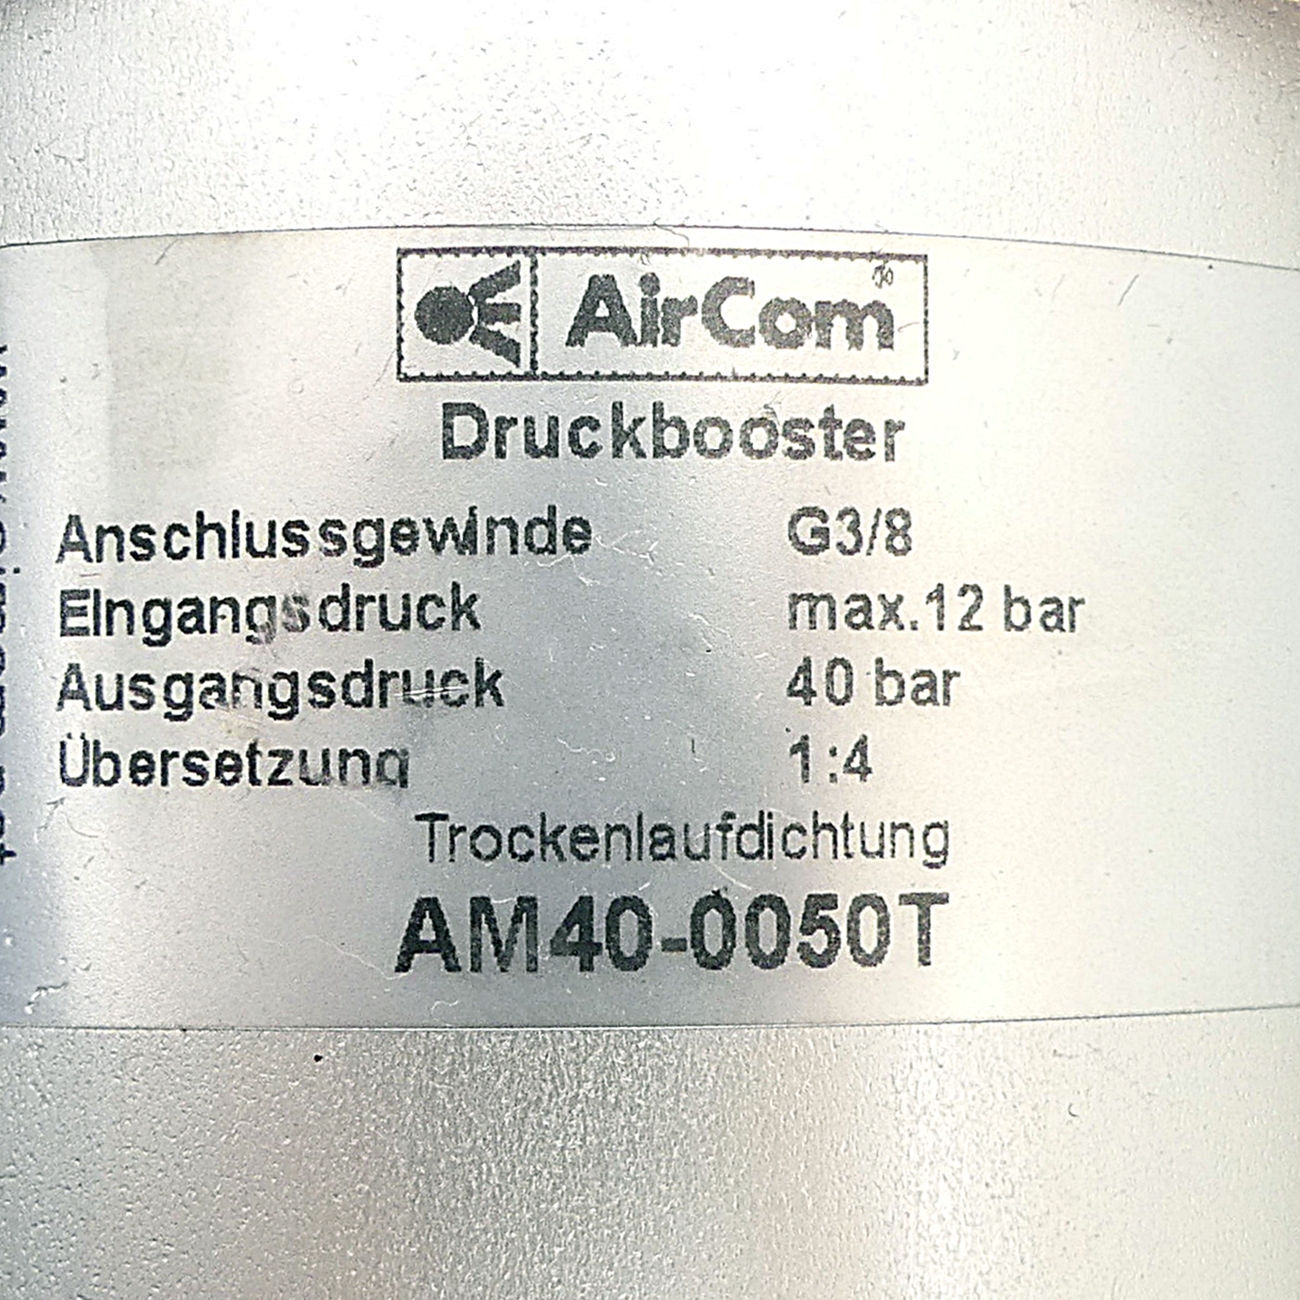 AirCom®
Druckbooster
Anschlussgewinde G3/8
Eingangsdruck max.12 bar
Ausgangsdruck 40 bar
Übersetzung 1:4
Trockenlaufdichtung
AM40-0050T